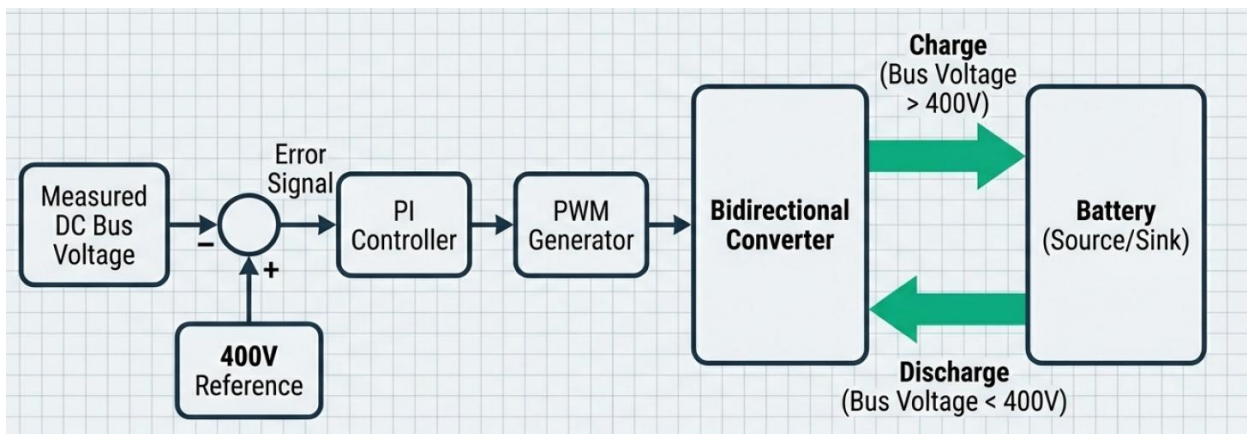 Measured
DC Bus
Voltage
−
+
400V
Reference
Error
Signal
PI
Controller
PWM
Generator
Bidirectional
Converter
Charge
(Bus Voltage
> 400V)
Discharge
(Bus Voltage < 400V)
Battery
(Source/Sink)